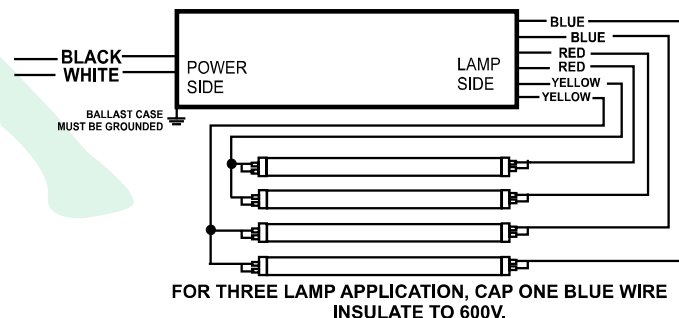 BLACK
WHITE
POWER
SIDE
LAMP
SIDE
BLUE
BLUE
RED
RED
YELLOW
YELLOW
BALLAST CASE
MUST BE GROUNDED
FOR THREE LAMP APPLICATION, CAP ONE BLUE WIRE
INSULATE TO 600V.